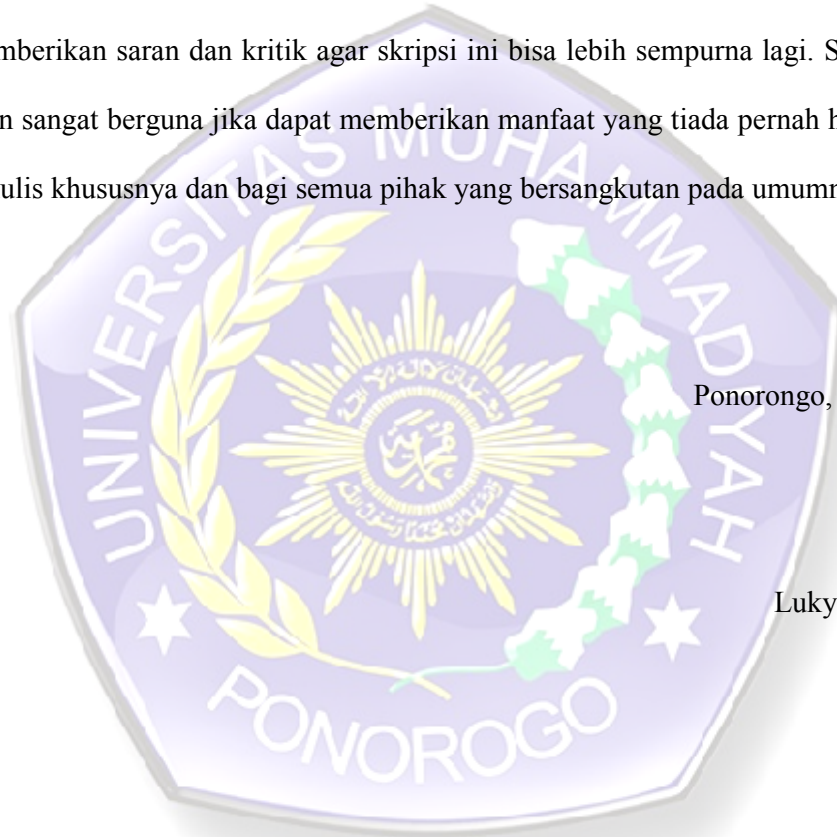 mberikan saran dan kritik agar skripsi ini bisa lebih sempurna lagi. S
n sangat berguna jika dapat memberikan manfaat yang tiada pernah h
ulis khususnya dan bagi semua pihak yang bersangkutan pada umumn
UNIVERSITAS MUHAMMADIYAH
Ponorongo,
محمد
Luky
PONOROGO